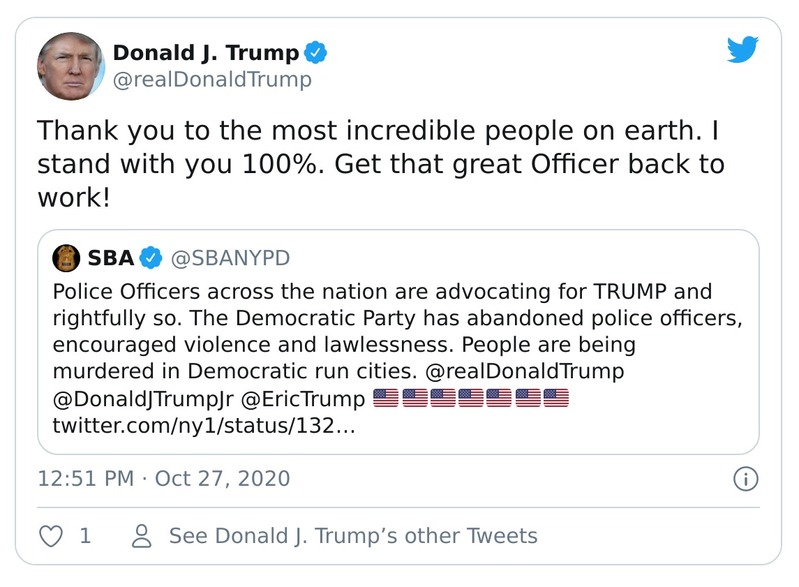 Donald J. Trump
@realDonaldTrump
Thank you to the most incredible people on earth. I
stand with you 100%. Get that great Officer back to
work!
SBA @SBANYPD
Police Officers across the nation are advocating for TRUMP and
rightfully so. The Democratic Party has abandoned police officers,
encouraged violence and lawlessness. People are being
murdered in Democratic run cities. @realDonaldTrump
@DonaldJTrumpJr @EricTrump 🇺🇸🇺🇸🇺🇸🇺🇸🇺🇸🇺🇸🇺🇸
twitter.com/ny1/status/132…
12:51 PM · Oct 27, 2020
1 See Donald J. Trump’s other Tweets